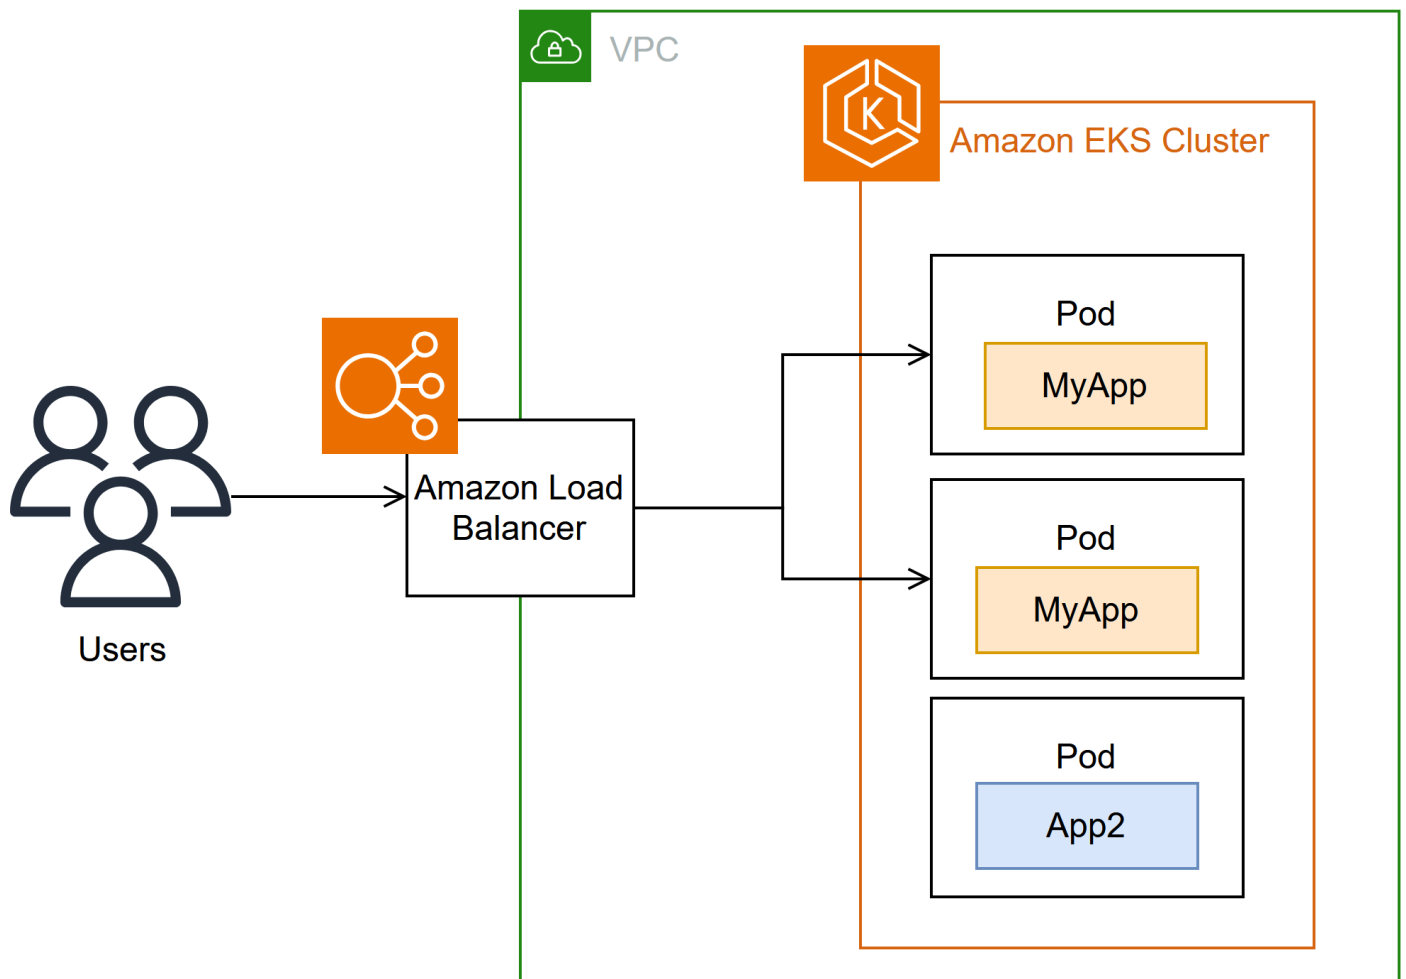 VPC
K
Amazon EKS Cluster
Pod
MyApp
Amazon Load
Balancer
Pod
MyApp
Users
Pod
App2